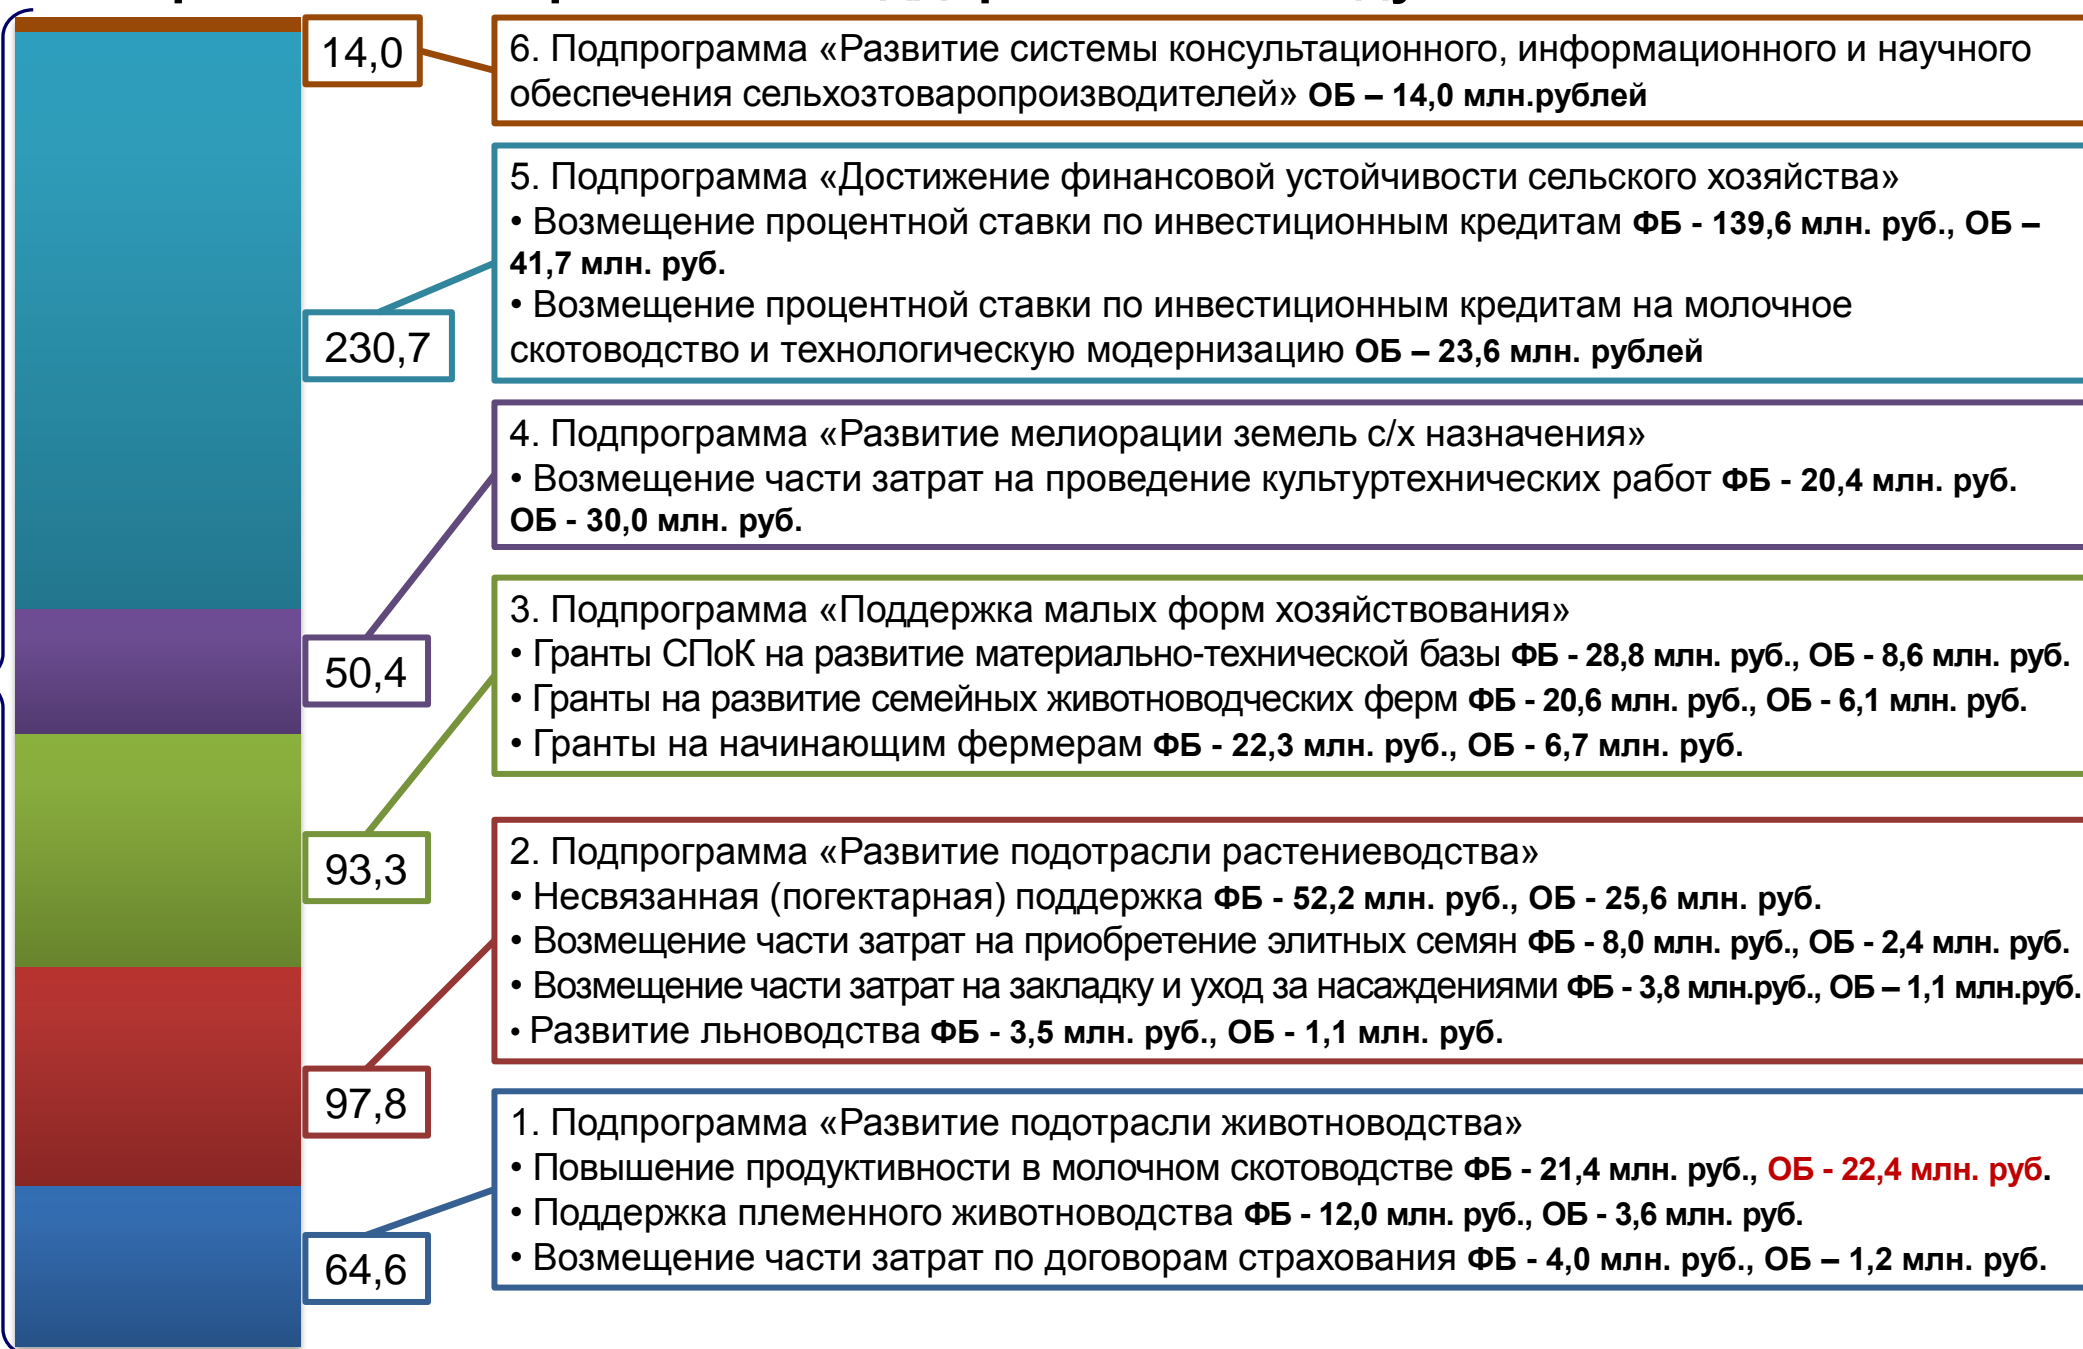 14,0
6. Подпрограмма «Развитие системы консультационного, информационного и научного
обеспечения сельхозтоваропроизводителей» ОБ – 14,0 млн.рублей
5. Подпрограмма «Достижение финансовой устойчивости сельского хозяйства»
• Возмещение процентной ставки по инвестиционным кредитам ФБ - 139,6 млн. руб., ОБ –
41,7 млн. руб.
• Возмещение процентной ставки по инвестиционным кредитам на молочное
скотоводство и технологическую модернизацию ОБ – 23,6 млн. рублей
230,7
4. Подпрограмма «Развитие мелиорации земель с/х назначения»
• Возмещение части затрат на проведение культуртехнических работ ФБ - 20,4 млн. руб.
ОБ - 30,0 млн. руб.
50,4
3. Подпрограмма «Поддержка малых форм хозяйствования»
• Гранты СПоК на развитие материально-технической базы ФБ - 28,8 млн. руб., ОБ - 8,6 млн. руб.
• Гранты на развитие семейных животноводческих ферм ФБ - 20,6 млн. руб., ОБ - 6,1 млн. руб.
• Гранты на начинающим фермерам ФБ - 22,3 млн. руб., ОБ - 6,7 млн. руб.
93,3
2. Подпрограмма «Развитие подотрасли растениеводства»
• Несвязанная (погектарная) поддержка ФБ - 52,2 млн. руб., ОБ - 25,6 млн. руб.
• Возмещение части затрат на приобретение элитных семян ФБ - 8,0 млн. руб., ОБ - 2,4 млн. руб.
• Возмещение части затрат на закладку и уход за насаждениями ФБ - 3,8 млн.руб., ОБ – 1,1 млн.руб.
• Развитие льноводства ФБ - 3,5 млн. руб., ОБ - 1,1 млн. руб.
97,8
1. Подпрограмма «Развитие подотрасли животноводства»
• Повышение продуктивности в молочном скотоводстве ФБ - 21,4 млн. руб., ОБ - 22,4 млн. руб.
• Поддержка племенного животноводства ФБ - 12,0 млн. руб., ОБ - 3,6 млн. руб.
• Возмещение части затрат по договорам страхования ФБ - 4,0 млн. руб., ОБ – 1,2 млн. руб.
64,6